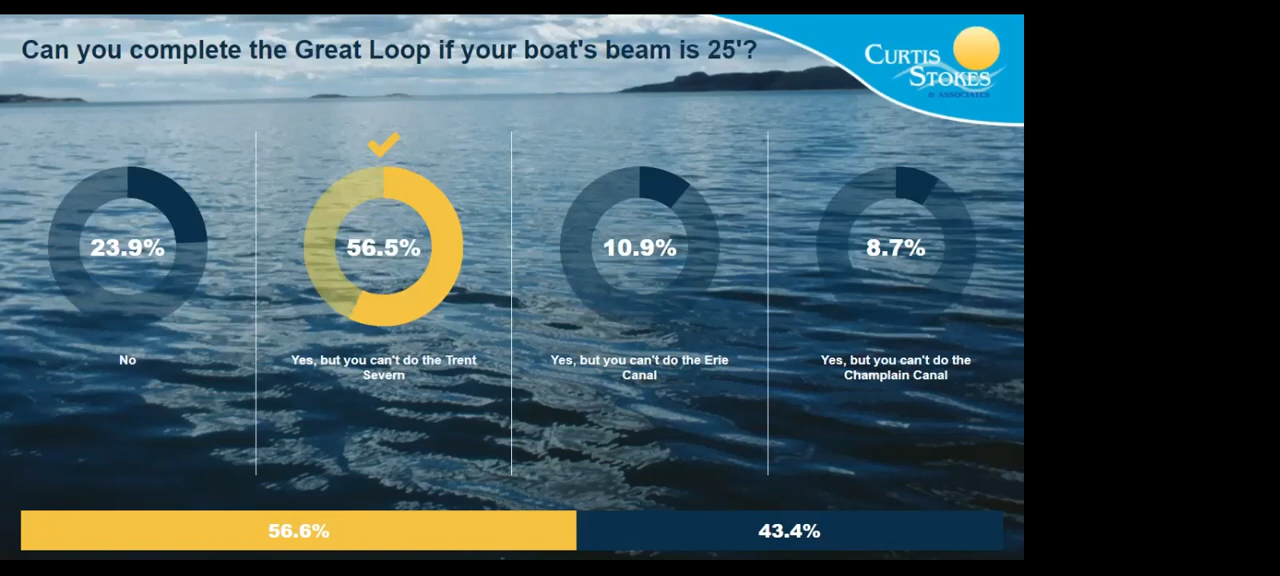 Can you complete the Great Loop if your boat's beam is 25'?
CURTIS
STOKES
& ASSOCIATES
23.9%
56.5%
10.9%
8.7%
No
Yes, but you can't do the Trent
Severn
Yes, but you can't do the Erie
Canal
Yes, but you can't do the
Champlain Canal
56.6%
43.4%